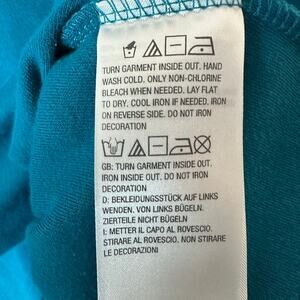 TURN GARMENT INSIDE OUT. HAND
WASH COLD. ONLY NON-CHLORINE
BLEACH WHEN NEEDED. LAY FLAT
TO DRY. COOL IRON IF NEEDED. IRON
ON REVERSE SIDE. DO NOT IRON
DECORATION
GB: TURN GARMENT INSIDE OUT.
IRON INSIDE OUT. DO NOT IRON
DECORATION
D: BEKLEIDUNGSSTÜCK AUF LINKS
WENDEN. VON LINKS BÜGELN.
ZIERTEILE NICHT BÜGELN
I: METTER IL CAPO AL ROVESCIO.
STIRARE AL ROVESCIO. NON STIRARE
LE DECORAZIONI